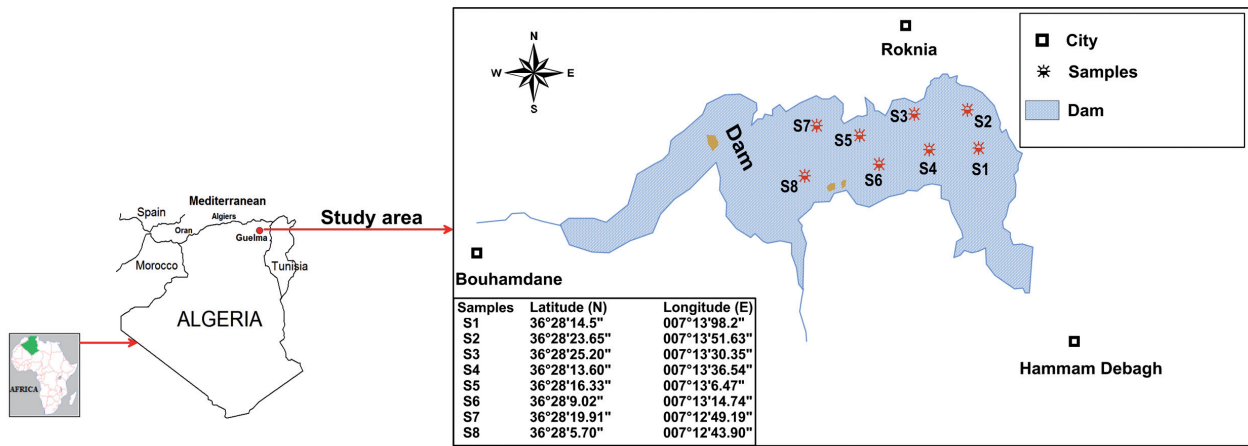 Mediterranean
Spain
Algiers
Oran
Guelma
Morocco
Tunisia
ALGERIA
AFRICA
Study area
N
W E
S
Roknia
City
Samples
Dam
Dam
S7
S5
S3
S2
S8
S6
S4
S1
Bouhamdane
Hammam Debagh
Samples Latitude (N) Longitude (E)
S1 36°28'14.5" 007°13'98.2"
S2 36°28'23.65" 007°13'51.63"
S3 36°28'25.20" 007°13'30.35"
S4 36°28'13.60" 007°13'36.54"
S5 36°28'16.33" 007°13'6.47"
S6 36°28'9.02" 007°13'14.74"
S7 36°28'19.91" 007°12'49.19"
S8 36°28'5.70" 007°12'43.90"